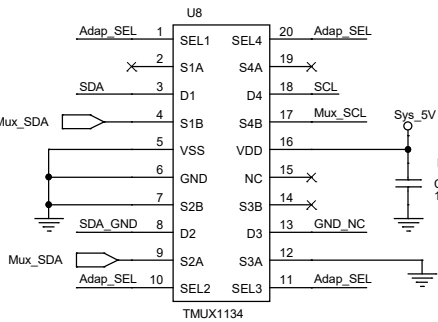 U8
Adap_SEL 1 SEL1 SEL4 20 Adap_SEL
2 S1A S4A 19
SDA 3 D1 D4 18 SCL
Mux_SDA 4 S1B S4B 17 Mux_SCL Sys_5V
5 VSS VDD 16
6 GND NC 15
7 S2B S3B 14
SDA_GND 8 D2 D3 13 GND_NC
Mux_SDA 9 S2A S3A 12
Adap_SEL 10 SEL2 SEL3 11 Adap_SEL
TMUX1134